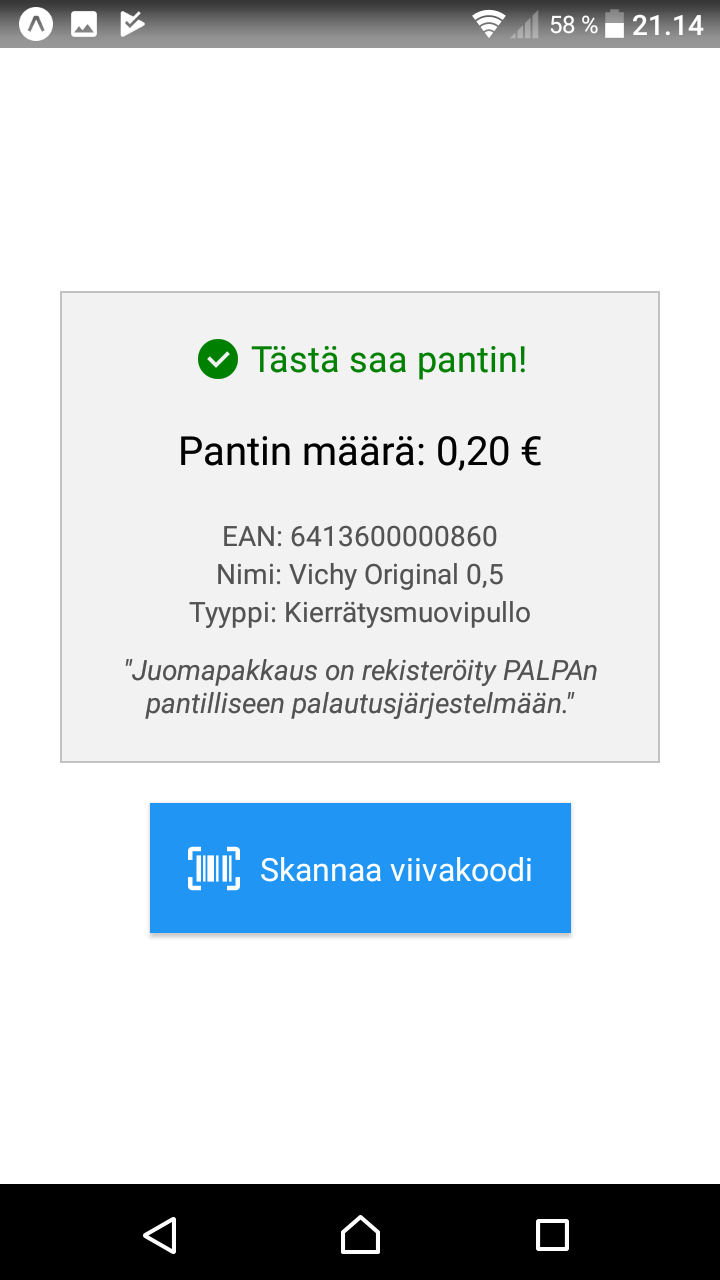 58 % 21.14
Tästä saa pantin!
Pantin määrä: 0,20 €
EAN: 6413600000860
Nimi: Vichy Original 0,5
Tyyppi: Kierrätysmuovipullo
"Juomapakkaus on rekisteröity PALPAn
pantilliseen palautusjärjestelmään."
Skannaa viivakoodi